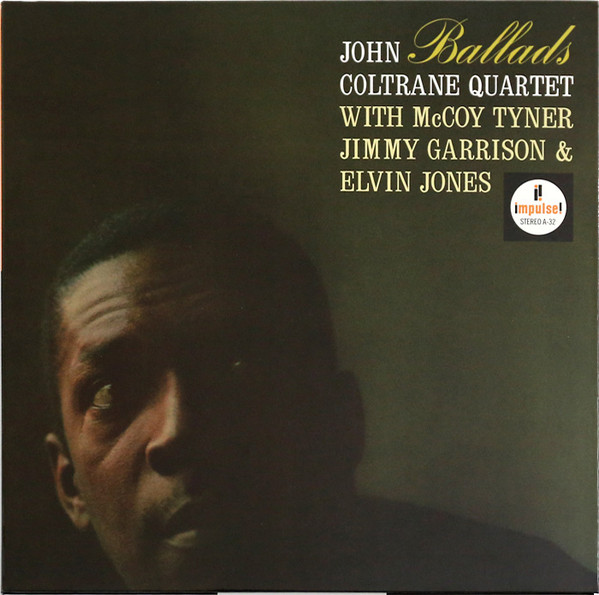 JOHN Ballads
COLTRANE QUARTET
WITH McCOY TYNER
JIMMY GARRISON &
ELVIN JONES
impulse!
STEREO A-32